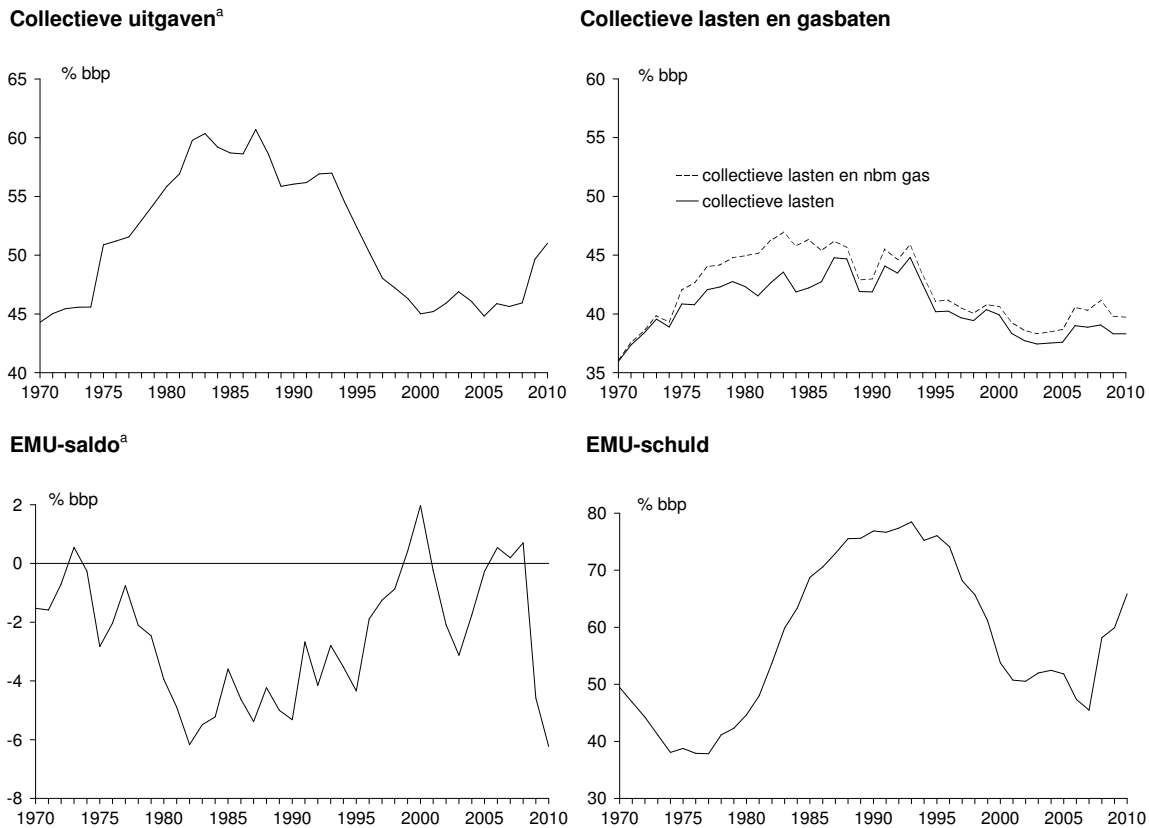 Collectieve uitgavenᵃ
% bbp
65
60
55
50
45
40
1970 1975 1980 1985 1990 1995 2000 2005 2010
Collectieve lasten en gasbaten
% bbp
60
55
50
45
40
35
collectieve lasten en nbm gas
collectieve lasten
1970 1975 1980 1985 1990 1995 2000 2005 2010
EMU-saldoᵃ
% bbp
2
0
-2
-4
-6
-8
1970 1975 1980 1985 1990 1995 2000 2005 2010
EMU-schuld
% bbp
80
70
60
50
40
30
1970 1975 1980 1985 1990 1995 2000 2005 2010